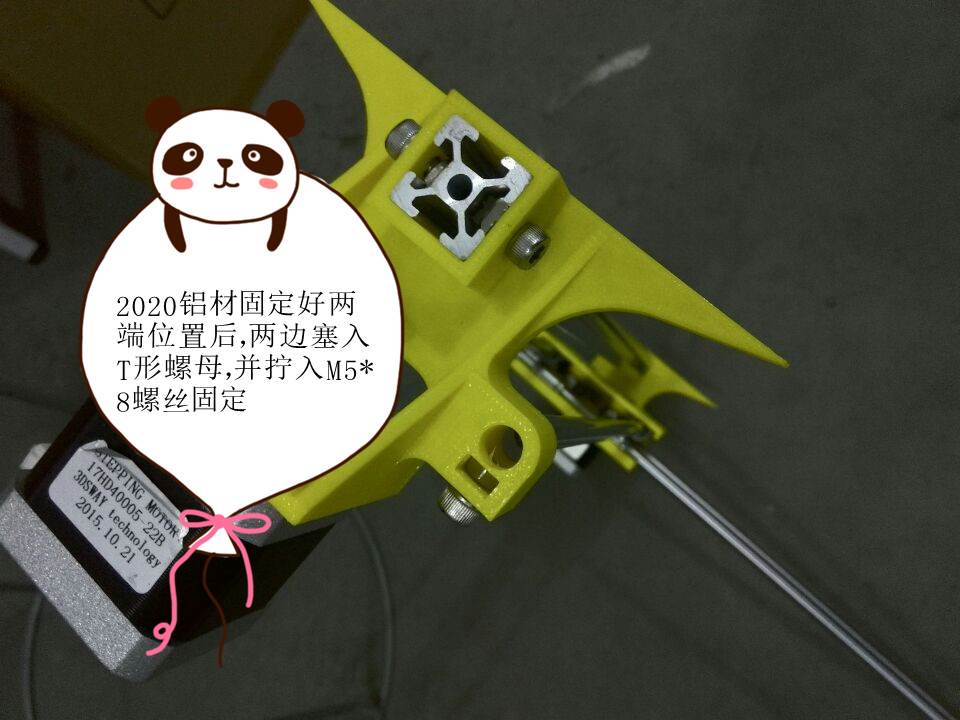 2020铝材固定好两
端位置后,两边塞入
T形螺母,并拧入M5*
8螺丝固定
STEPPING MOTOR
17HD40005-22B
3DSWAY technology
2015.10.21